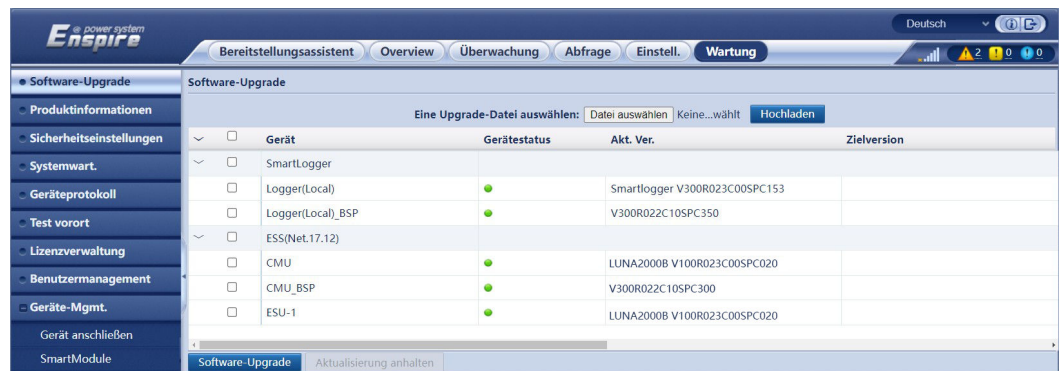 e power system
Enspire
Deutsch
Bereitstellungsassistent Overview Überwachung Abfrage Einstell. Wartung
2 0 0
Software-Upgrade
Produktinformationen
Sicherheitseinstellungen
Systemwart.
Geräteprotokoll
Test vorort
Lizenzverwaltung
Benutzermanagement
Geräte-Mgmt.
Gerät anschließen
SmartModule
Software-Upgrade
Eine Upgrade-Datei auswählen: Datei auswählen Keine...wählt Hochladen
Gerät Gerätestatus Akt. Ver. Zielversion
SmartLogger
Logger(Local) Smartlogger V300R023C00SPC153
Logger(Local)_BSP V300R022C10SPC350
ESS(Net.17.12)
CMU LUNA2000B V100R023C00SPC020
CMU_BSP V300R022C10SPC300
ESU-1 LUNA2000B V100R023C00SPC020
Software-Upgrade Aktualisierung anhalten